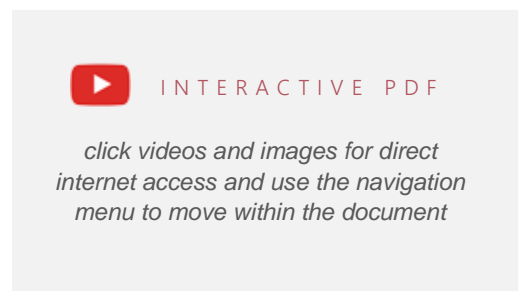 INTERACTIVE PDF
click videos and images for direct
internet access and use the navigation
menu to move within the document